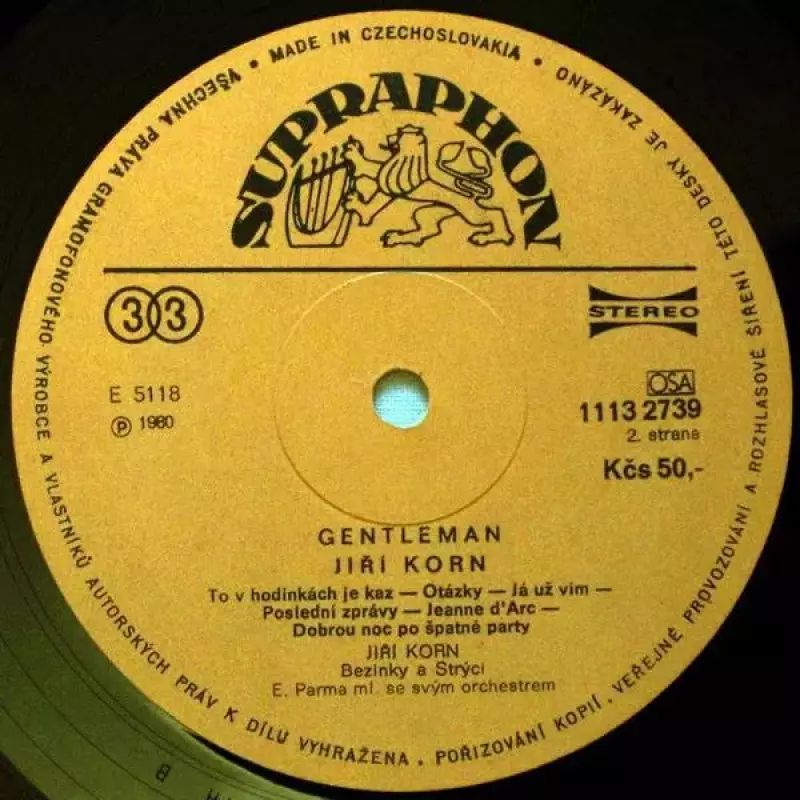 • MADE IN CZECHOSLOVAKIA •
SUPRAPHON
33
STEREO
E 5118
Ⓟ 1980
OSA
1113 2739
2. strana
Kčs 50,-
GENTLEMAN
JIŘÍ KORN
To v hodinkách je kaz — Otázky — Já už vím —
Poslední zprávy — Jeanne d'Arc —
Dobrou noc po špatné party
JIŘÍ KORN
Bezinky a Strýci
E. Parma ml. se svým orchestrem
VŠECHNA PRÁVA GRAMOFONOVÉHO VÝROBCE A VLASTNÍKŮ AUTORSKÝCH PRÁV K DÍLU VYHRAŽENA. POŘIZOVÁNÍ KOPIÍ, VEŘEJNÉ PROVOZOVÁNÍ A ROZHLASOVÉ ŠÍŘENÍ TÉTO DESKY JE ZAKÁZÁNO